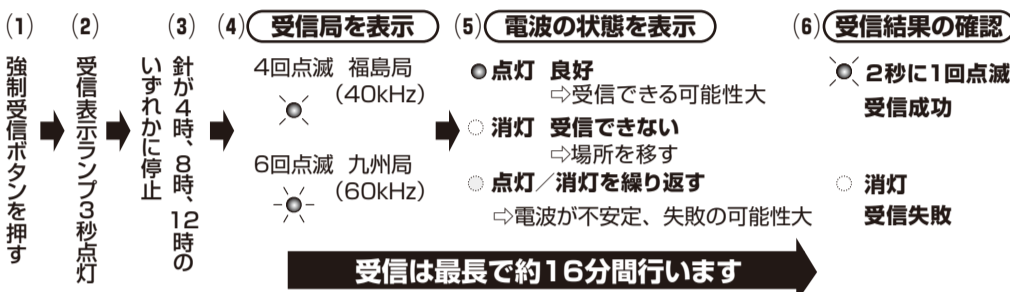 (1)
強制受信ボタンを押す
(2)
受信表示ランプ3秒点灯
(3)
針が4時、8時、12時の
いずれかに停止
(4) 受信局を表示
4回点滅 福島局
(40kHz)
6回点滅 九州局
(60kHz)
(5) 電波の状態を表示
点灯 良好
⇨受信できる可能性大
消灯 受信できない
⇨場所を移す
点灯/消灯を繰り返す
⇨電波が不安定、失敗の可能性大
(6) 受信結果の確認
2秒に1回点滅
受信成功
消灯
受信失敗
受信は最長で約16分間行います